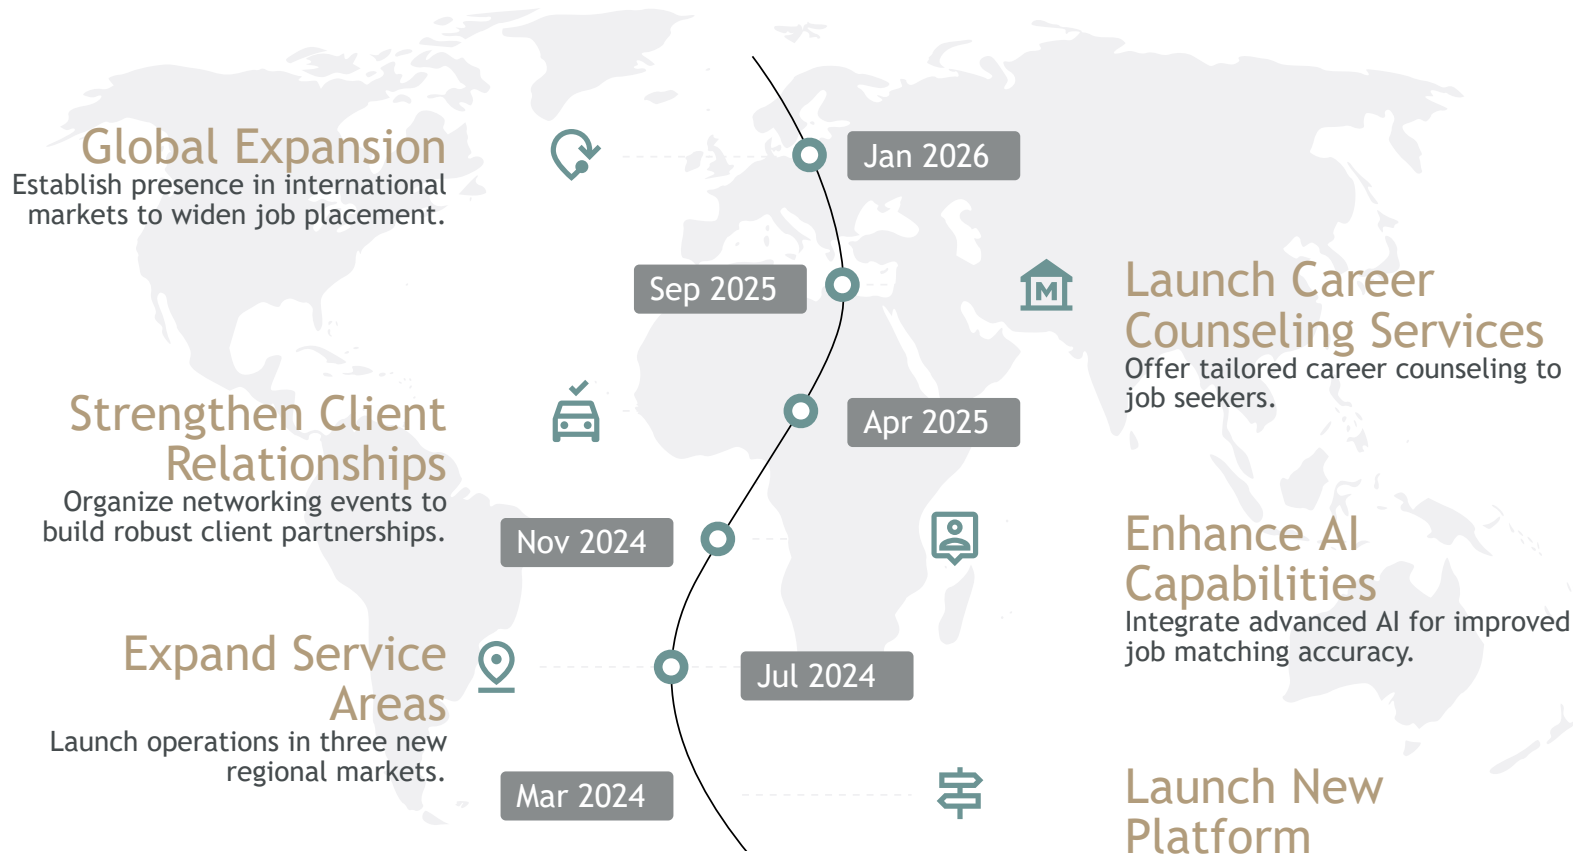 Global Expansion
Establish presence in international
markets to widen job placement.
Jan 2026
Sep 2025
Launch Career
Counseling Services
Offer tailored career counseling to
job seekers.
Strengthen Client
Relationships
Organize networking events to
build robust client partnerships.
Apr 2025
Nov 2024
Enhance AI
Capabilities
Integrate advanced AI for improved
job matching accuracy.
Expand Service
Areas
Launch operations in three new
regional markets.
Jul 2024
Mar 2024
Launch New
Platform